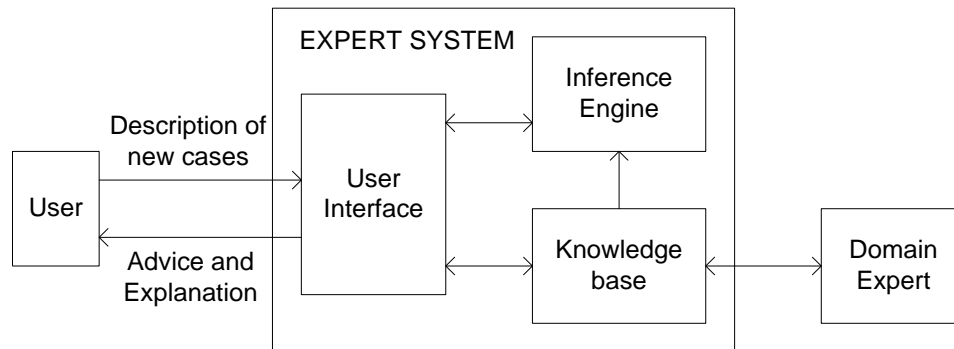 EXPERT SYSTEM
Inference
Engine
Description of
new cases
User
User
Interface
Advice and
Explanation
Knowledge
base
Domain
Expert